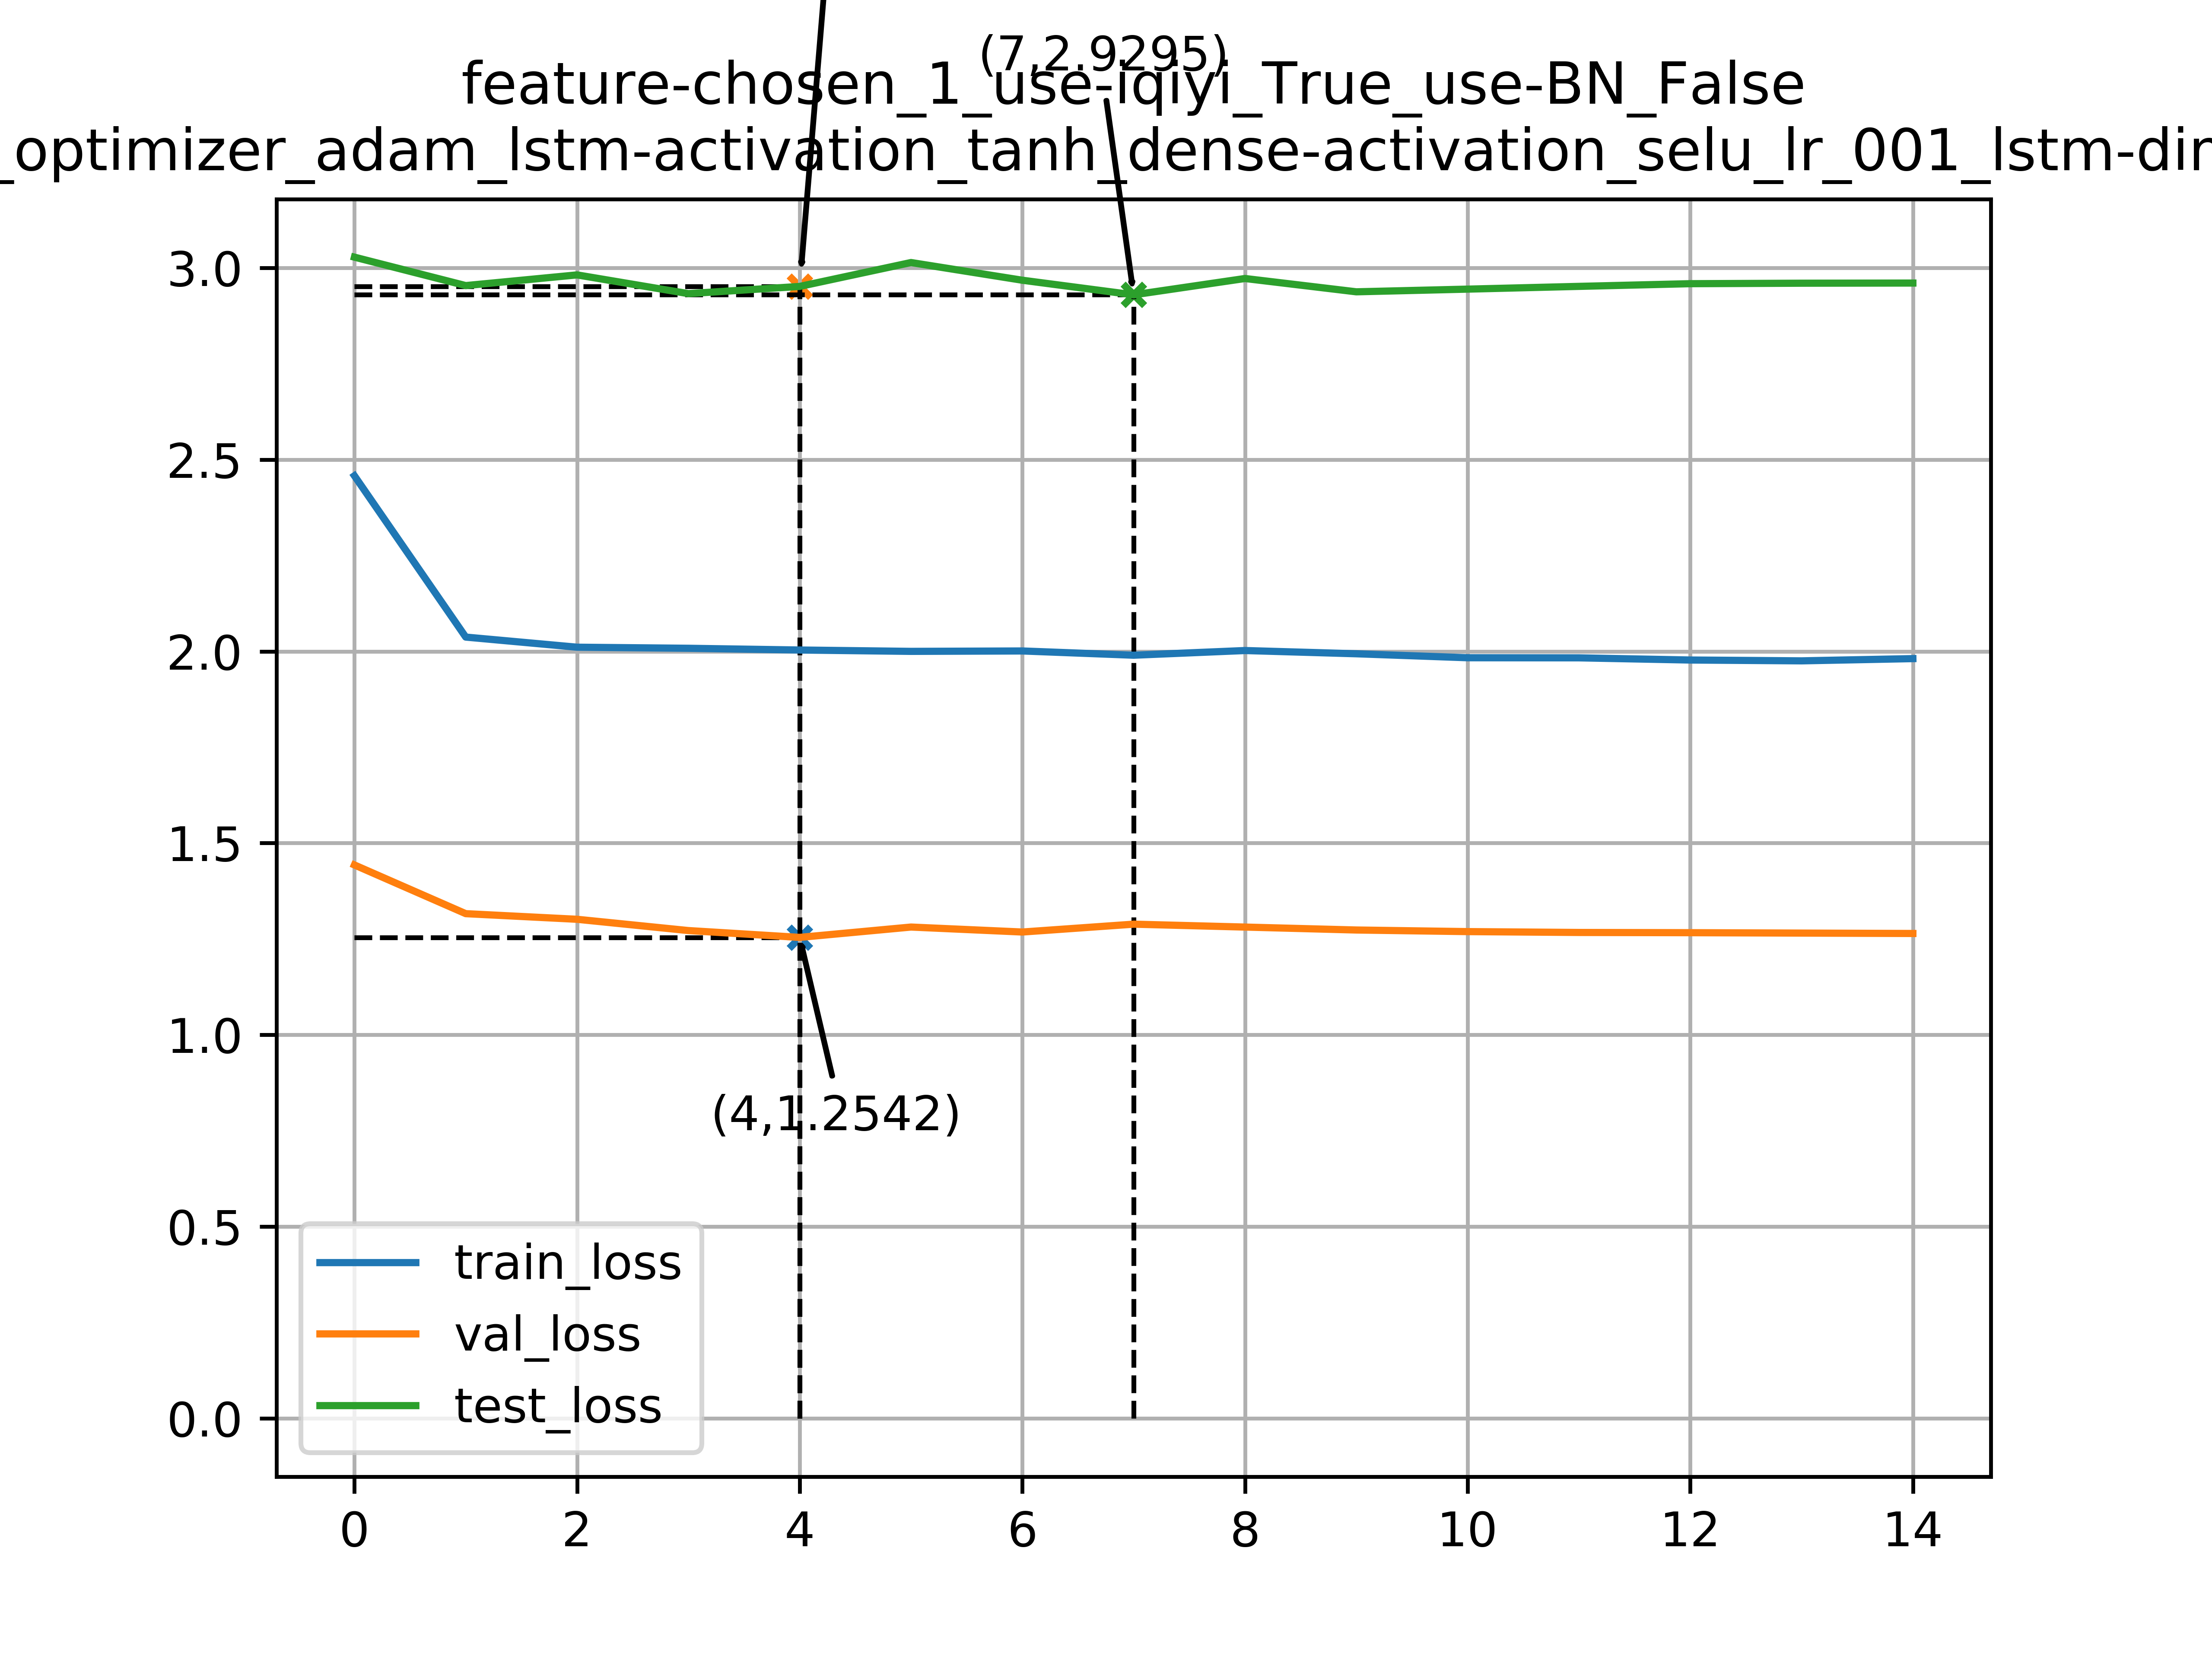 (7,2.9295)
feature-chosen_1_use-iqiyi_True_use-BN_False
_optimizer_adam_lstm-activation_tanh_dense-activation_selu_lr_001_lstm-dim
3.0
2.5
2.0
1.5
1.0
(4,1.2542)
0.5
train_loss
val_loss
test_loss
0.0
0 2 4 6 8 10 12 14